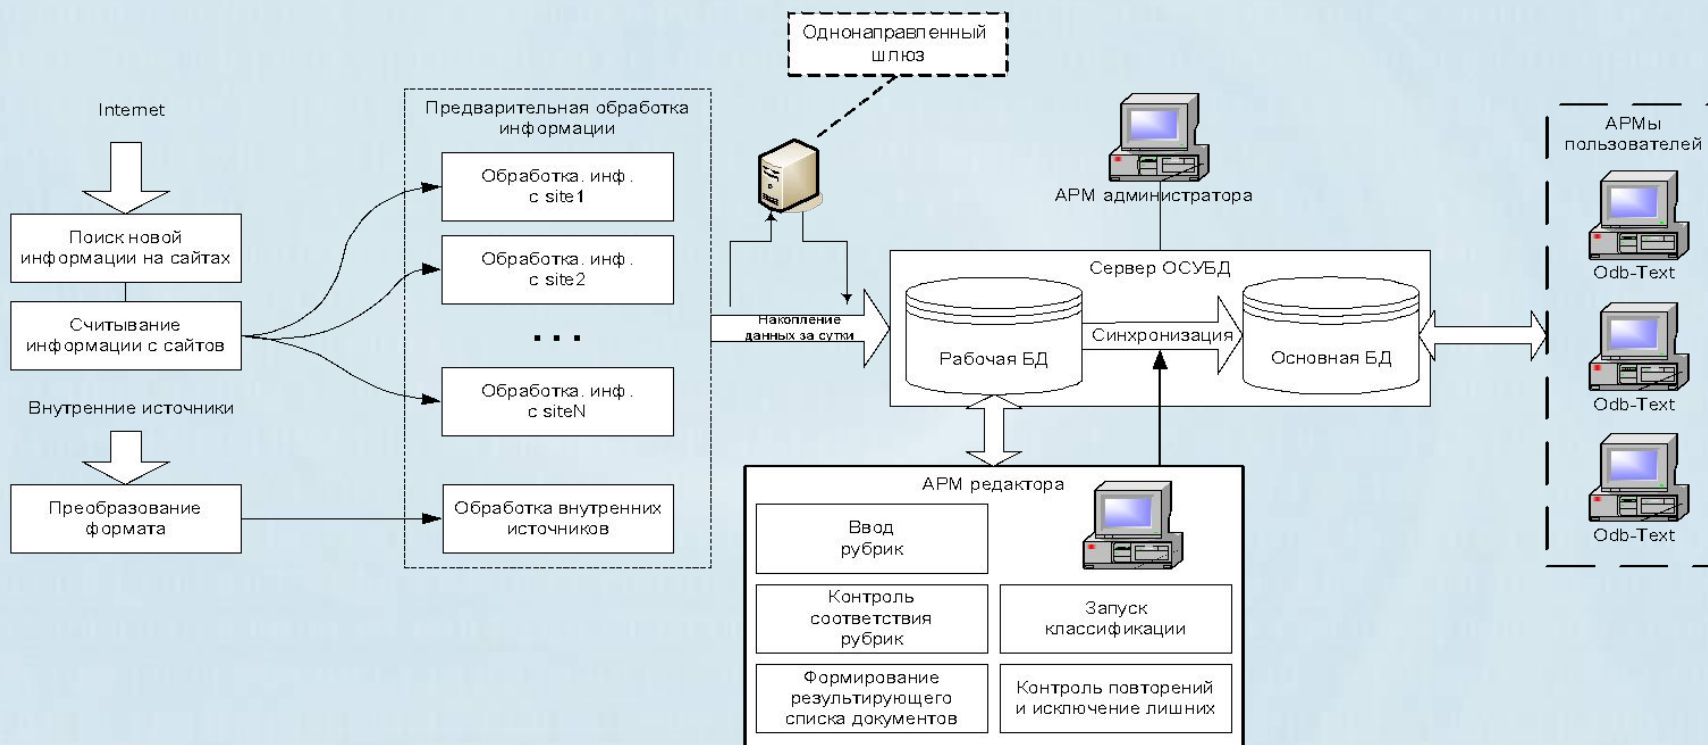 Однонаправленный
шлюз
Internet
Поиск новой
информации на сайтах
Считывание
информации с сайтов
Внутренние источники
Преобразование
формата
Предварительная обработка
информации
Обработка. инф.
с site1
Обработка. инф.
с site2
...
Обработка. инф.
с siteN
Обработка внутренних
источников
Накопление
данных за сутки
АРМ администратора
Сервер ОСУБД
Рабочая БД
Синхронизация
Основная БД
АРМ редактора
Ввод
рубрик
Контроль
соответствия
рубрик
Запуск
классификации
Формирование
результирующего
списка документов
Контроль повторений
и исключение лишних
АРМы
пользователей
Odb-Text
Odb-Text
Odb-Text